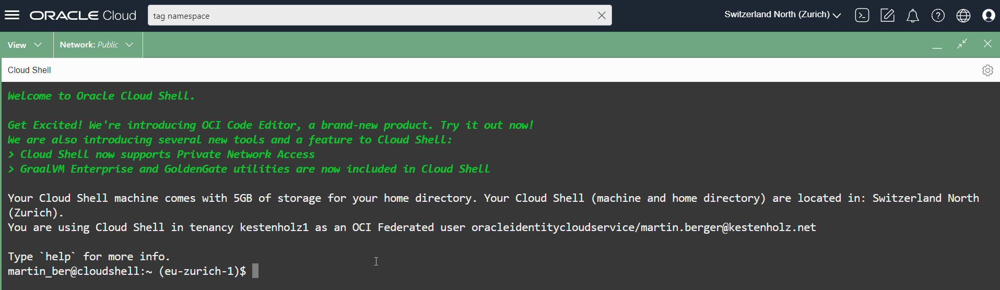 ORACLE Cloud
tag namespace
Switzerland North (Zurich)
View
Network: Public
Cloud Shell
Welcome to Oracle Cloud Shell.
Get Excited! We're introducing OCI Code Editor, a brand-new product. Try it out now!
We are also introducing several new tools and a feature to Cloud Shell:
> Cloud Shell now supports Private Network Access
> GraalVM Enterprise and GoldenGate utilities are now included in Cloud Shell
Your Cloud Shell machine comes with 5GB of storage for your home directory. Your Cloud Shell (machine and home directory) are located in: Switzerland North
(Zurich).
You are using Cloud Shell in tenancy kestenholz1 as an OCI Federated user oracleidentitycloudservice/martin.berger@kestenholz.net
Type `help` for more info.
martin_ber@cloudshell:~ (eu-zurich-1)$